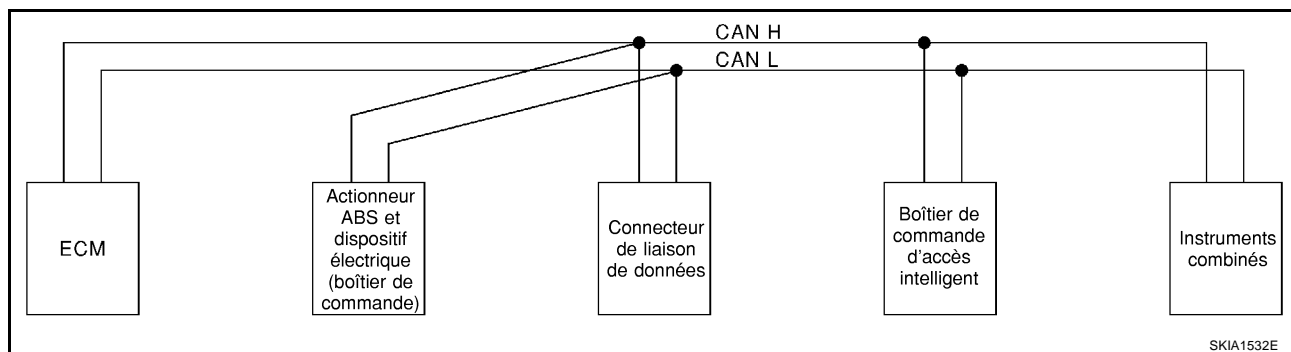 CAN H
CAN L
ECM
Actionneur
ABS et
dispositif
électrique
(boîtier de
commande)
Connecteur
de liaison
de données
Boîtier de
commande
d'accès
intelligent
Instruments
combinés
SKIA1532E